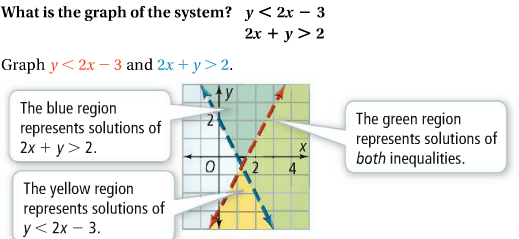 What is the graph of the system? y < 2x − 3
2x + y > 2
Graph y < 2x − 3 and 2x + y > 2.
The blue region
represents solutions of
2x + y > 2.
The yellow region
represents solutions of
y < 2x − 3.
y
2
x
O
2
4
The green region
represents solutions of
both inequalities.